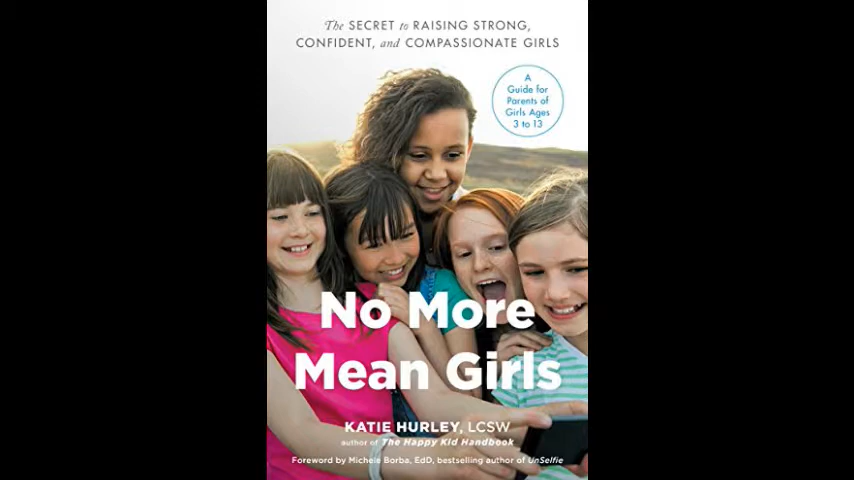 The SECRET to RAISING STRONG,
CONFIDENT, and COMPASSIONATE GIRLS
A
Guide for
Parents of
Girls Ages
3 to 13
No More
Mean Girls
KATIE HURLEY, LCSW
author of The Happy Kid Handbook
Foreword by Michele Borba, EdD, bestselling author of UnSelfie